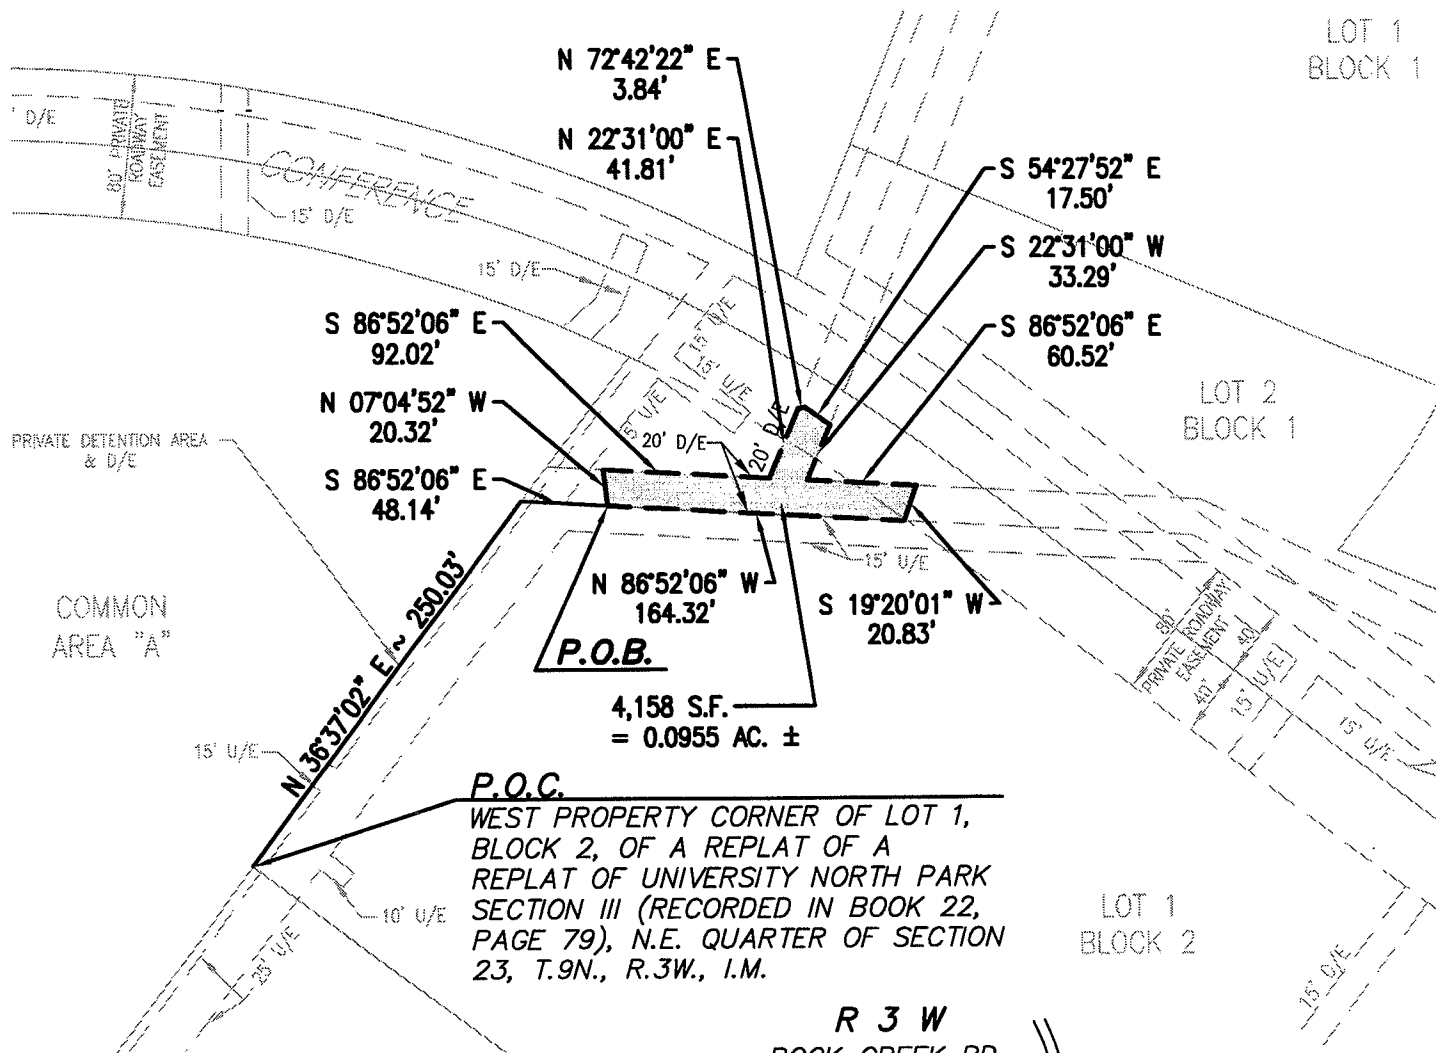 LOT 1
BLOCK 1
N 72°42'22" E
3.84'
N 22°31'00" E
41.81'
S 54°27'52" E
17.50'
S 22°31'00" W
33.29'
S 86°52'06" E
60.52'
' D/E
80' PRIVATE
ROADWAY
EASEMENT
CONFERENCE
15' D/E
15' D/E
15' D/E
15' U/E
S 86°52'06" E
92.02'
N 07°04'52" W
20.32'
S 86°52'06" E
48.14'
PRIVATE DETENTION AREA
& D/E
5' U/E
20' D/E
20' D/E
LOT 2
BLOCK 1
15' U/E
N 86°52'06" W
164.32'
S 19°20'01" W
20.83'
P.O.B.
4,158 S.F.
= 0.0955 AC. ±
COMMON
AREA "A"
N 36°37'02" E ~ 250.03'
80'
PRIVATE ROADWAY
EASEMENT
40'
40'
15' U/E
15' U/E
15' U/E
P.O.C.
WEST PROPERTY CORNER OF LOT 1,
BLOCK 2, OF A REPLAT OF A
REPLAT OF UNIVERSITY NORTH PARK
SECTION III (RECORDED IN BOOK 22,
PAGE 79), N.E. QUARTER OF SECTION
23, T.9N., R.3W., I.M.
10' U/E
25' U/E
LOT 1
BLOCK 2
15' D/E
R 3 W
ROCK CREEK RD